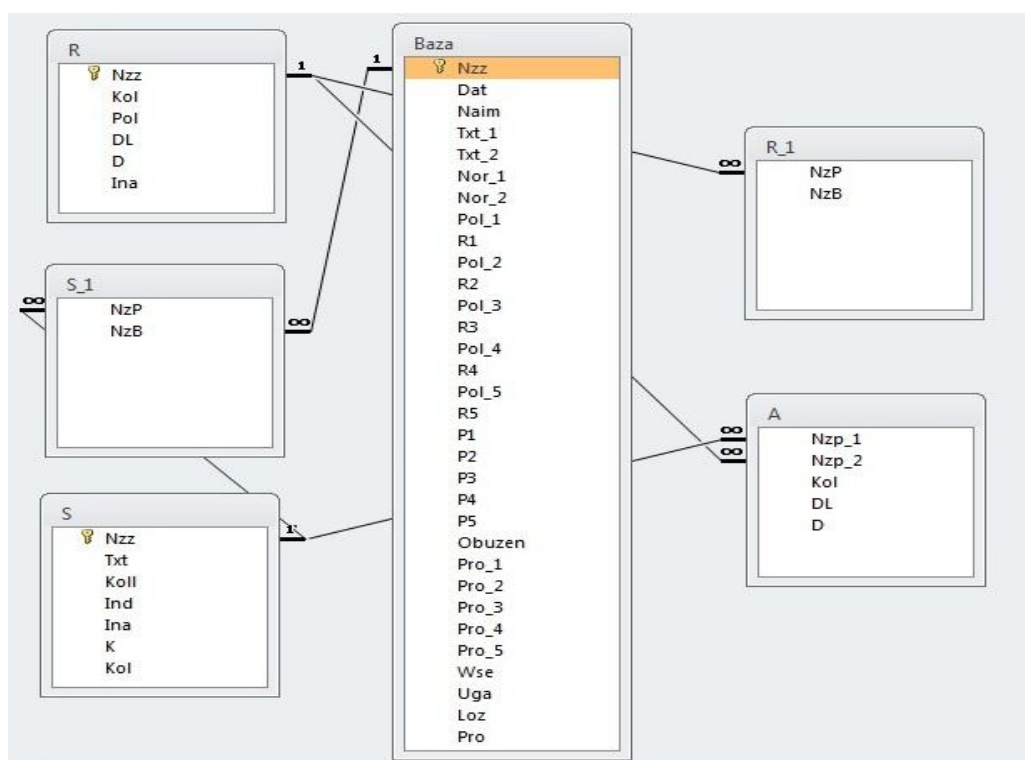 R
Nzz
Kol
Pol
DL
D
Ina
1
S_1
NzP
NzB
∞
∞
S
Nzz
Txt
Koll
Ind
Ina
K
Kol
1
Baza
1
Nzz
Dat
Naim
Txt_1
Txt_2
Nor_1
Nor_2
Pol_1
R1
Pol_2
R2
Pol_3
R3
Pol_4
R4
Pol_5
R5
P1
P2
P3
P4
P5
Obuzen
Pro_1
Pro_2
Pro_3
Pro_4
Pro_5
Wse
Uga
Loz
Pro
R_1
∞
NzP
NzB
A
∞
Nzp_1
∞
Nzp_2
Kol
DL
D